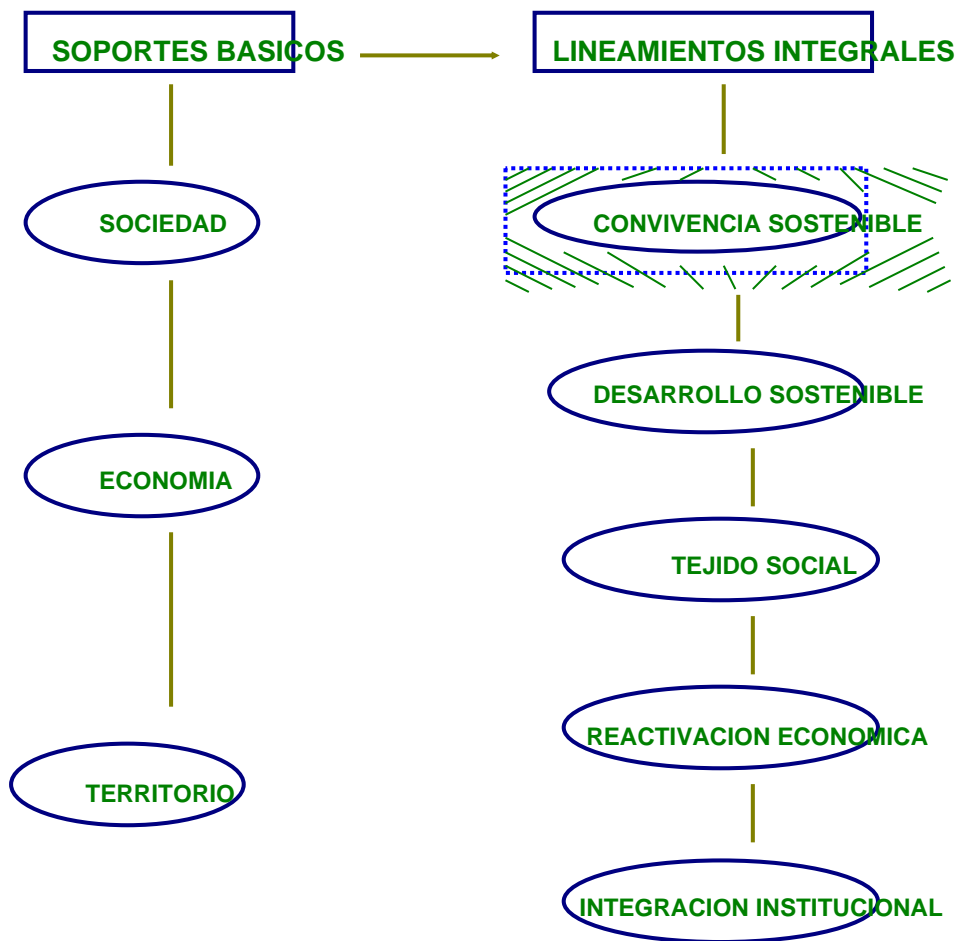 SOPORTES BASICOS
LINEAMIENTOS INTEGRALES
SOCIEDAD
CONVIVENCIA SOSTENIBLE
DESARROLLO SOSTENIBLE
ECONOMIA
TEJIDO SOCIAL
REACTIVACION ECONOMICA
TERRITORIO
INTEGRACION INSTITUCIONAL